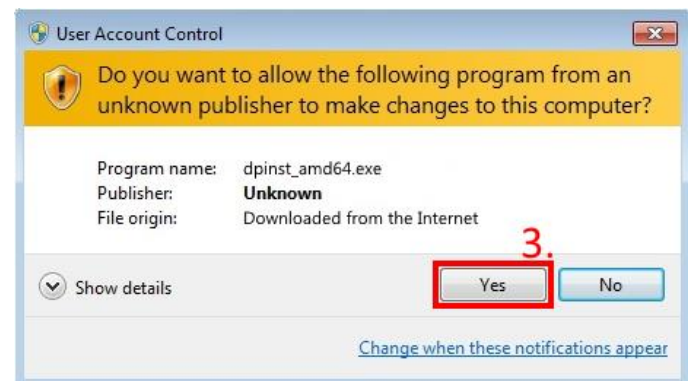 User Account Control
Do you want to allow the following program from an
unknown publisher to make changes to this computer?
Program name: dpinst_amd64.exe
Publisher: Unknown
File origin: Downloaded from the Internet
3.
Show details Yes No
Change when these notifications appear